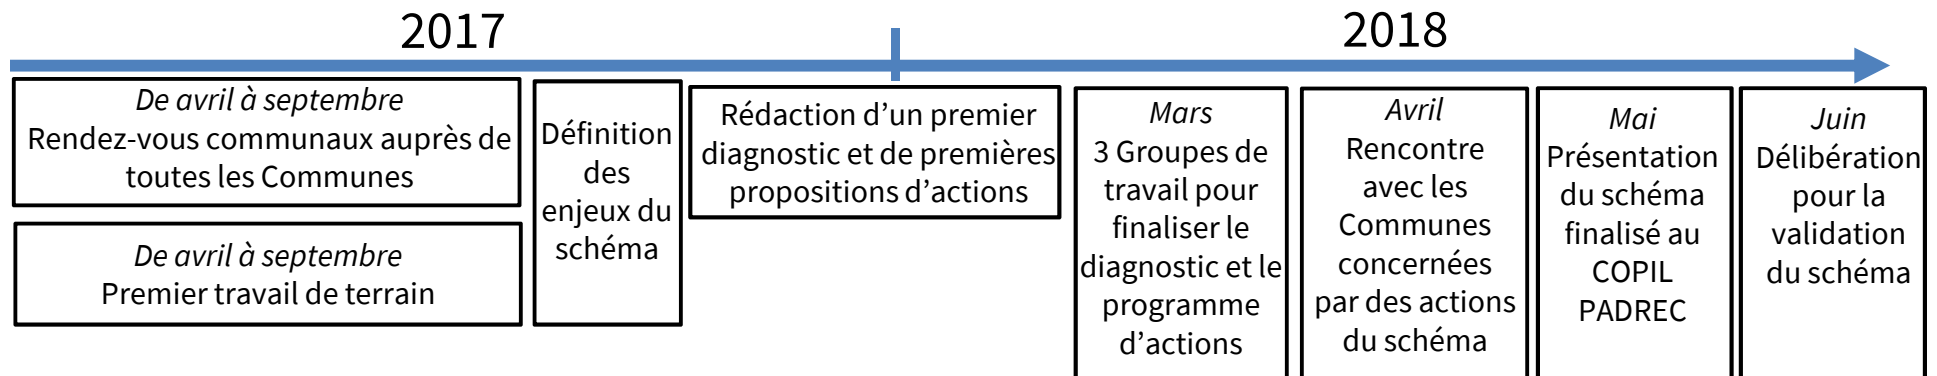 2017
2018
De avril à septembre
Rendez-vous communaux auprès de
toutes les Communes
De avril à septembre
Premier travail de terrain
Définition
des
enjeux du
schéma
Rédaction d’un premier
diagnostic et de premières
propositions d’actions
Mars
3 Groupes de
travail pour
finaliser le
diagnostic et le
programme
d’actions
Avril
Rencontre
avec les
Communes
concernées
par des actions
du schéma
Mai
Présentation
du schéma
finalisé au
COPIL
PADREC
Juin
Délibération
pour la
validation
du schéma